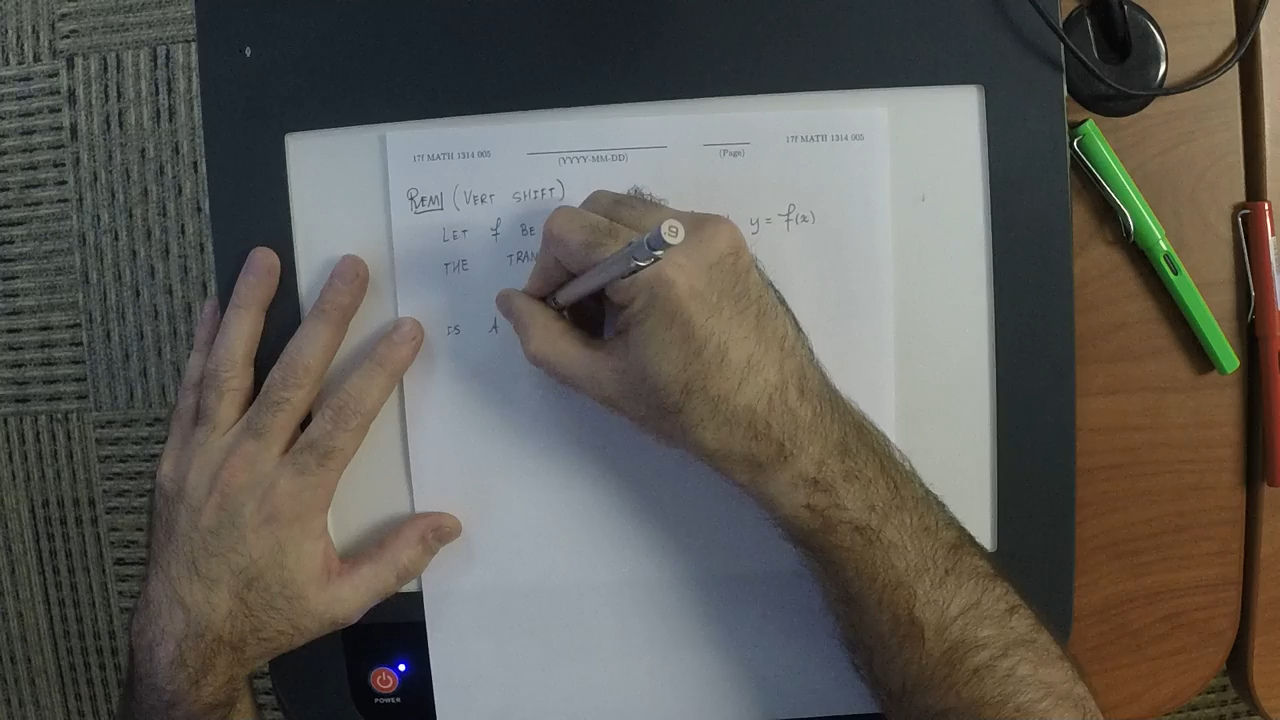 17f MATH 1314 005 (YYYY-MM-DD) (Page) 17f MATH 1314 005
REM (VERT SHIFT)
LET f BE y = f(x)
THE TRAN
IS A
POWER